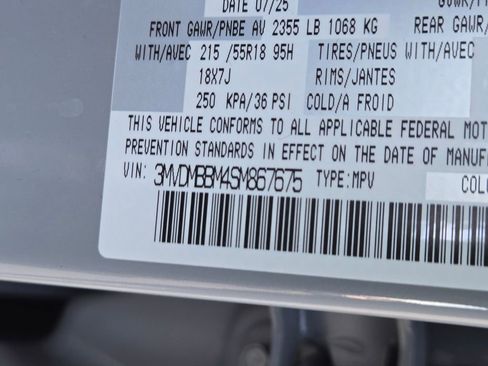 DATE 07/25
FRONT GAWR/PNBE AV 2355 LB 1068 KG REAR GAWR/
WITH/AVEC 215 /55R18 95H TIRES/PNEUS WITH/AVEC
18X7J RIMS/JANTES
250 KPA/36 PSI COLD/A FROID
THIS VEHICLE CONFORMS TO ALL APPLICABLE FEDERAL MOT
PREVENTION STANDARDS IN EFFECT ON THE DATE OF MANUFA
VIN: 3MVDMBBM4SM867675 TYPE:MPV
COLO